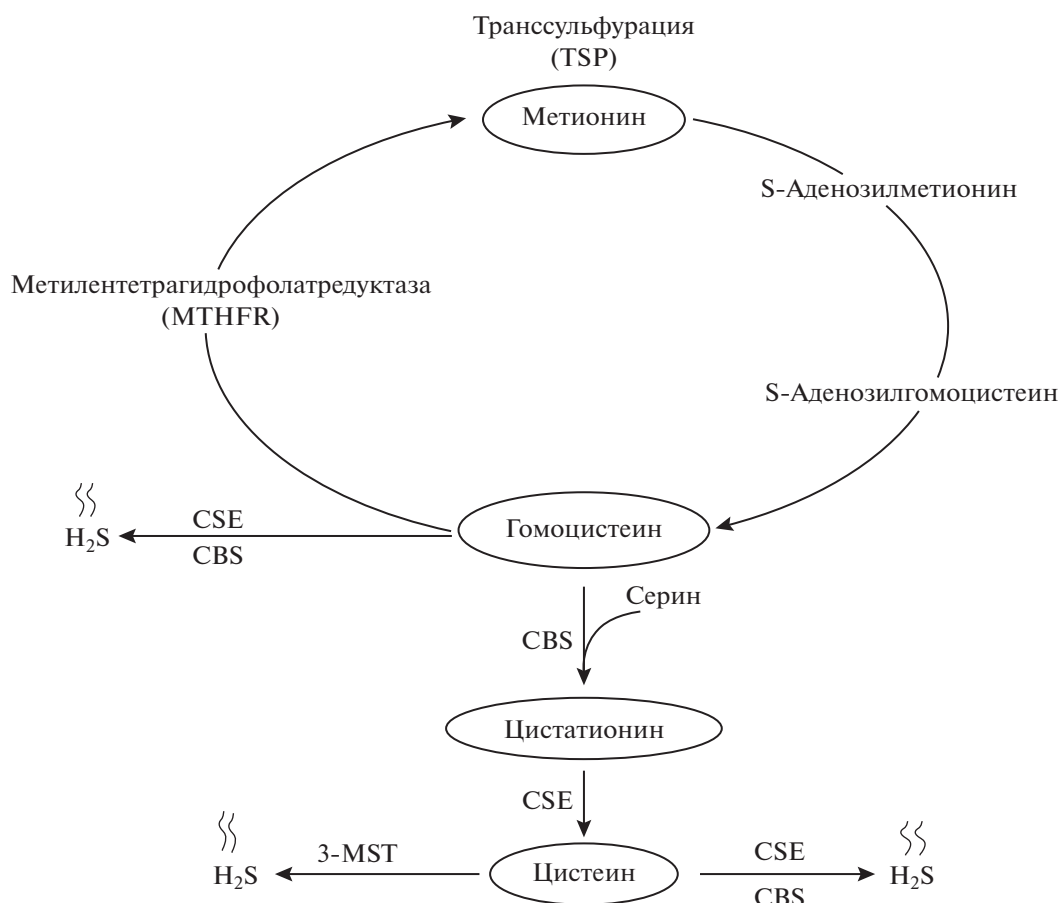 Транссульфурация
(TSP)
Метионин
S-Аденозилметионин
Метилентетрагидрофолатредуктаза
(MTHFR)
S-Аденозилгомоцистеин
H₂S
CSE
CBS
Гомоцистеин
Серин
CBS
Цистатионин
CSE
H₂S
3-MST
Цистеин
CSE
CBS
H₂S